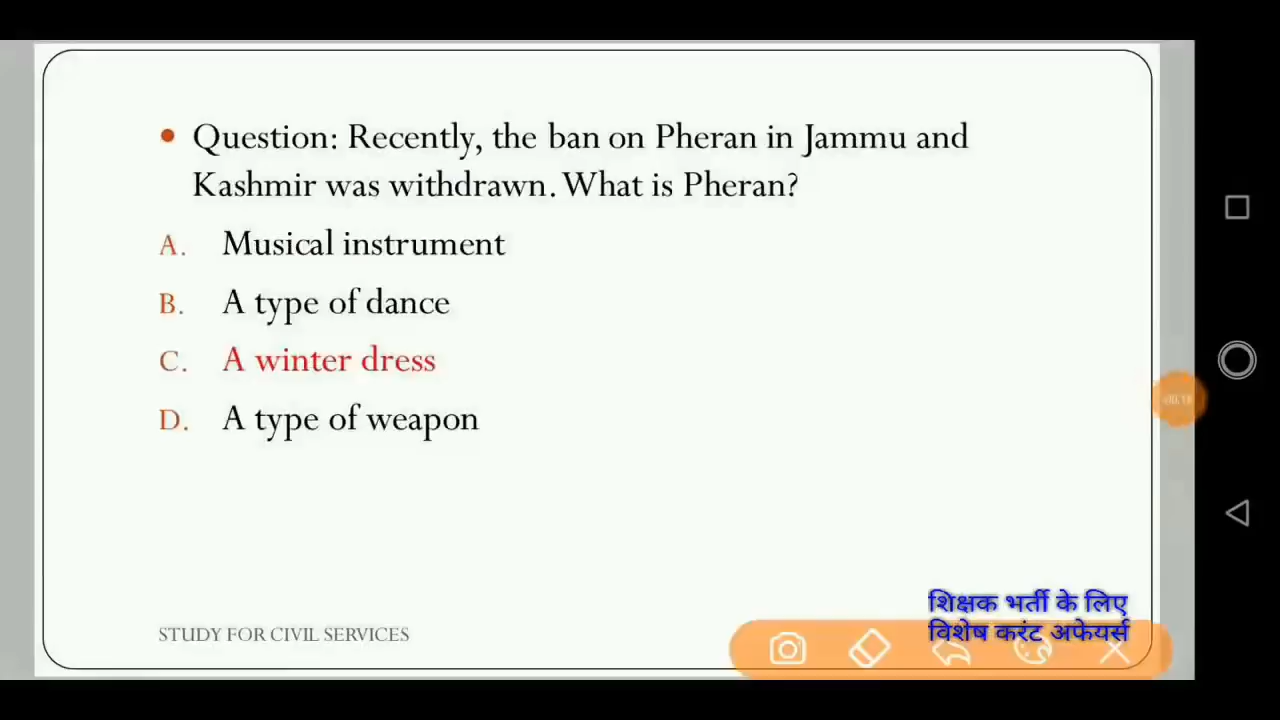 Question: Recently, the ban on Pheran in Jammu and
Kashmir was withdrawn. What is Pheran?
A. Musical instrument
B. A type of dance
C. A winter dress
D. A type of weapon
शिक्षक भर्ती के लिए
विशेष करंट अफेयर्स
STUDY FOR CIVIL SERVICES